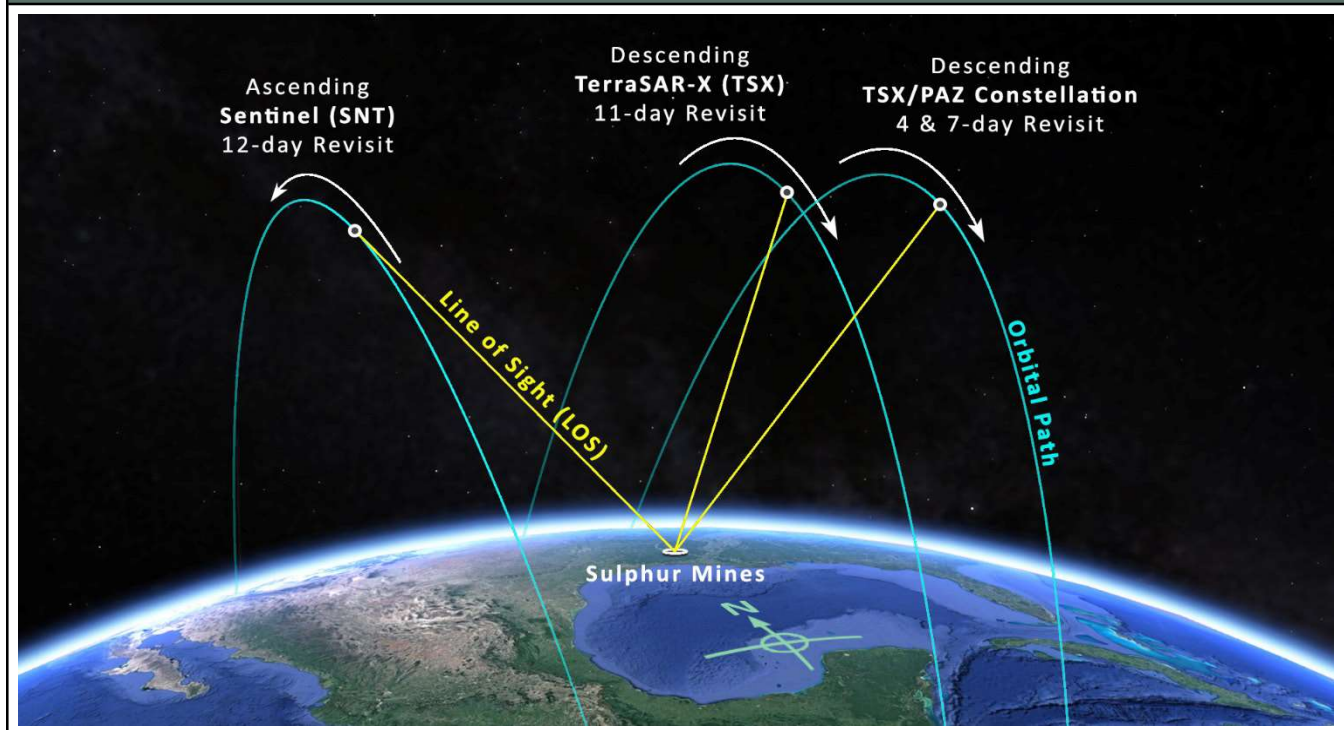 Ascending
Sentinel (SNT)
12-day Revisit
Descending
TerraSAR-X (TSX)
11-day Revisit
Descending
TSX/PAZ Constellation
4 & 7-day Revisit
Line of Sight (LOS)
Orbital Path
Sulphur Mines
N